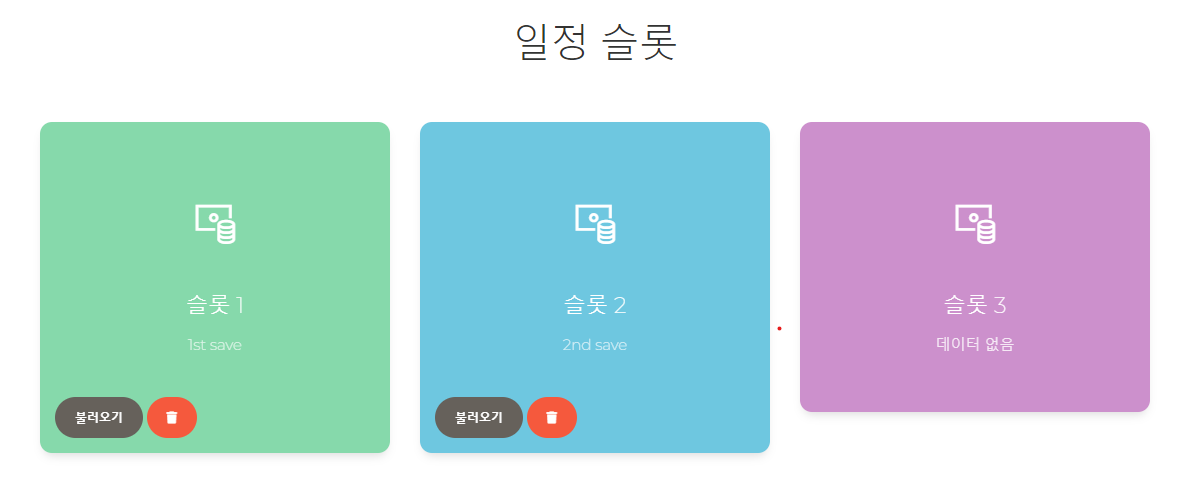 일정 슬롯
슬롯 1
1st save
불러오기
슬롯 2
2nd save
불러오기
슬롯 3
데이터 없음